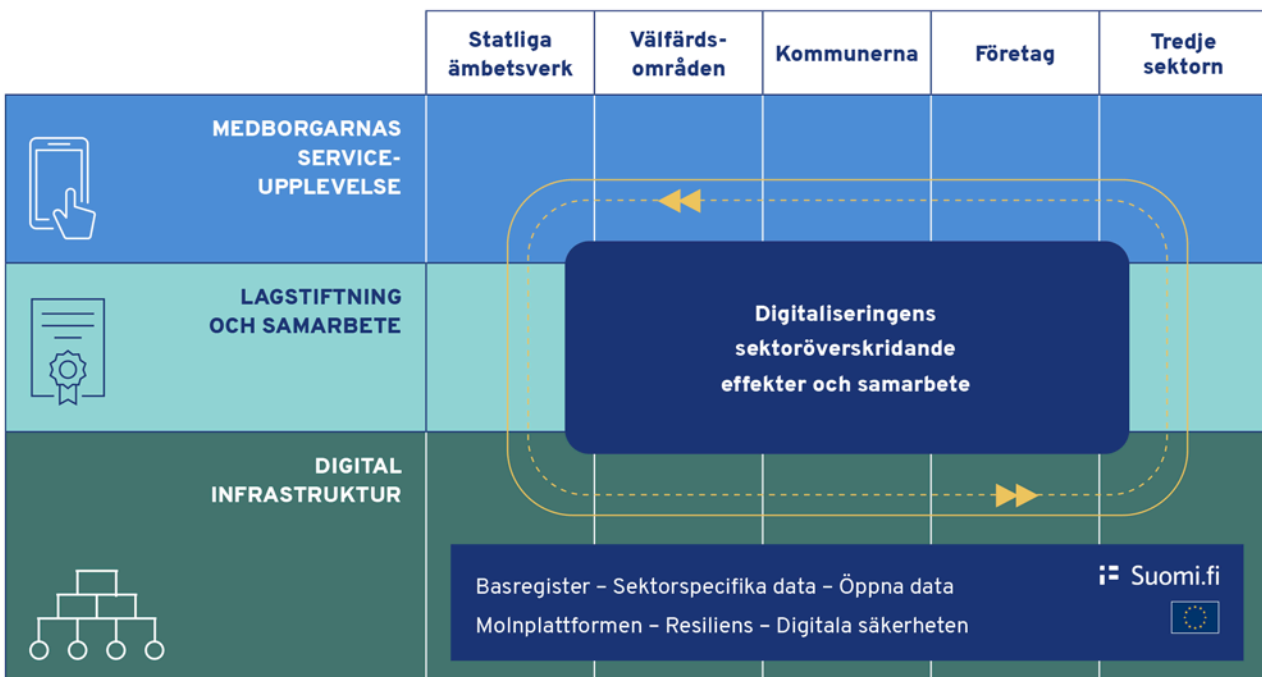 Statliga
ämbetsverk
Välfärds-
områden
Kommunerna
Företag
Tredje
sektorn
MEDBORGARNAS
SERVICE-
UPPLEVELSE
LAGSTIFTNING
OCH SAMARBETE
Digitaliseringens
sektoröverskridande
effekter och samarbete
DIGITAL
INFRASTRUKTUR
Basregister – Sektorspecifika data – Öppna data
Molnplattformen – Resiliens – Digitala säkerheten
Suomi.fi